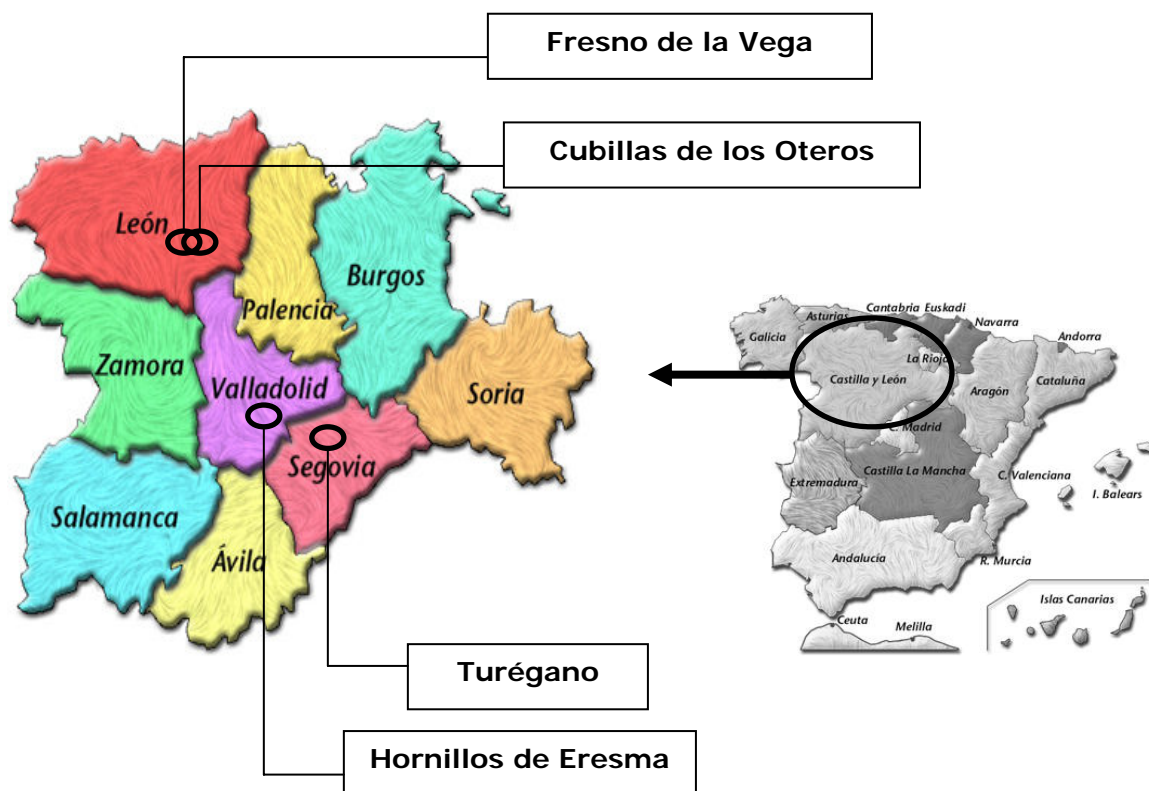 Fresno de la Vega
Cubillas de los Oteros
León
Burgos
Palencia
Zamora
Valladolid
Soria
Segovia
Salamanca
Ávila
Turégano
Hornillos de Eresma
Cantabria Euskadi
Asturias
Navarra
Galicia
Andorra
La Rioja
Castilla y León
Aragón
Cataluña
C. Madrid
Castilla La Mancha
C. Valenciana
Extremadura
I. Balears
Andalucía
R. Murcia
Islas Canarias
Ceuta
Melilla